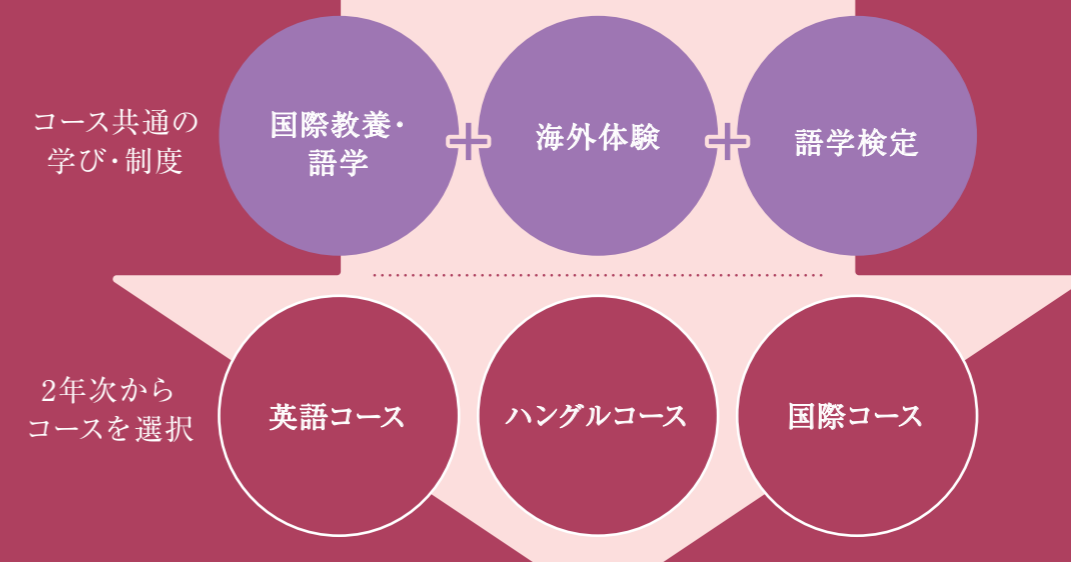 コース共通の
学び・制度
国際教養・
語学
海外体験
語学検定
2年次から
コースを選択
英語コース
ハングルコース
国際コース